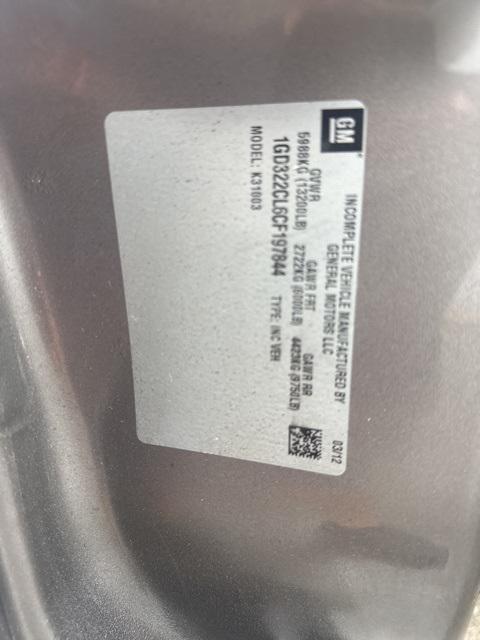 GM
INCOMPLETE VEHICLE MANUFACTURED BY
GENERAL MOTORS LLC
03/12
GVWR GAWR FRT GAWR RR
5988KG (13200LB) 2722KG (6000LB) 4423KG (9750LB)
1GD322CL6CF197844 TYPE: INC VEH
MODEL: K31003